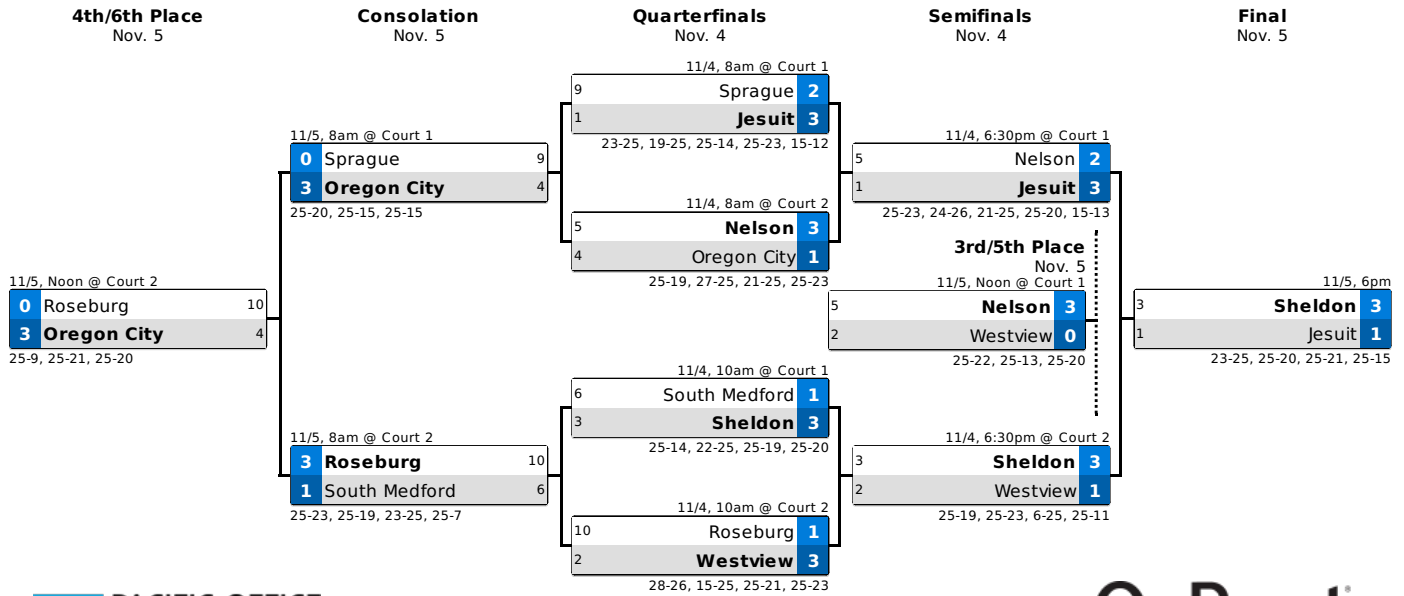 4th/6th Place
Nov. 5
Consolation
Nov. 5
Quarterfinals
Nov. 4
Semifinals
Nov. 4
Final
Nov. 5
11/5, Noon @ Court 2
0 Roseburg 10
3 Oregon City 4
25-9, 25-21, 25-20
11/5, 8am @ Court 1
0 Sprague 9
3 Oregon City 4
25-20, 25-15, 25-15
11/5, 8am @ Court 2
3 Roseburg 10
1 South Medford 6
25-23, 25-19, 23-25, 25-7
11/4, 8am @ Court 1
9 Sprague 2
1 Jesuit 3
23-25, 19-25, 25-14, 25-23, 15-12
11/4, 8am @ Court 2
5 Nelson 3
4 Oregon City 1
25-19, 27-25, 21-25, 25-23
11/4, 10am @ Court 1
6 South Medford 1
3 Sheldon 3
25-14, 22-25, 25-19, 25-20
11/4, 10am @ Court 2
10 Roseburg 1
2 Westview 3
28-26, 15-25, 25-21, 25-23
11/4, 6:30pm @ Court 1
5 Nelson 2
1 Jesuit 3
25-23, 24-26, 21-25, 25-20, 15-13
3rd/5th Place
Nov. 5
11/5, Noon @ Court 1
5 Nelson 3
2 Westview 0
25-22, 25-13, 25-20
11/4, 6:30pm @ Court 2
3 Sheldon 3
2 Westview 1
25-19, 25-23, 6-25, 25-11
11/5, 6pm
3 Sheldon 3
1 Jesuit 1
23-25, 25-20, 25-21, 25-15
PACIFIC OFFICE